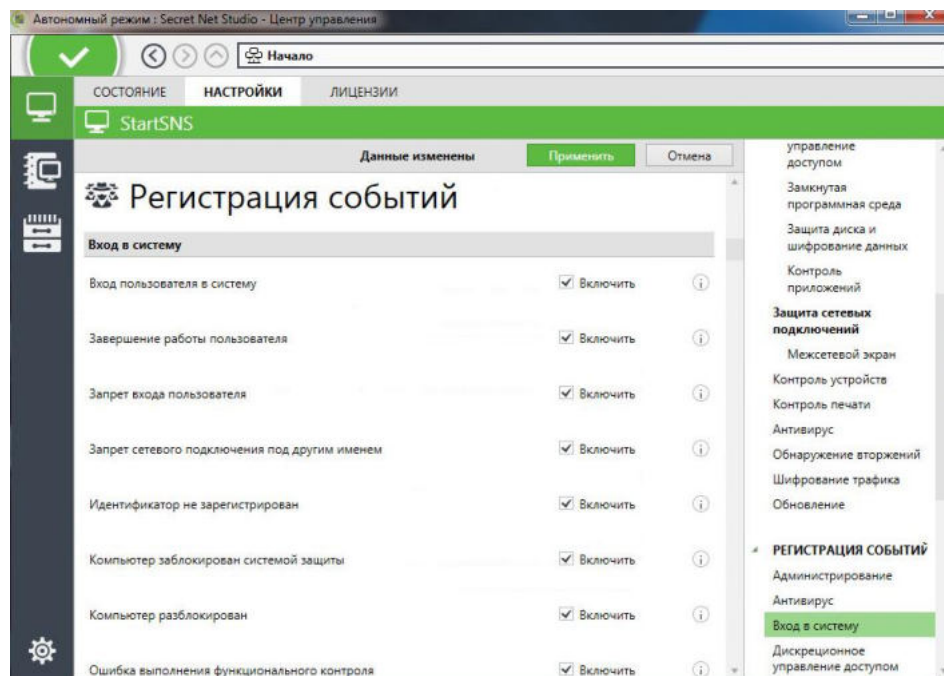 Автономный режим : Secret Net Studio - Центр управления
Начало
СОСТОЯНИЕ НАСТРОЙКИ ЛИЦЕНЗИИ
StartSNS
Данные изменены Применить Отмена
Регистрация событий
Вход в систему
Вход пользователя в систему Включить
Завершение работы пользователя Включить
Запрет входа пользователя Включить
Запрет сетевого подключения под другим именем Включить
Идентификатор не зарегистрирован Включить
Компьютер заблокирован системой защиты Включить
Компьютер разблокирован Включить
Ошибка выполнения функционального контроля Включить
управление
доступом
Замкнутая
программная среда
Защита диска и
шифрование данных
Контроль
приложений
Защита сетевых
подключений
Межсетевой экран
Контроль устройств
Контроль печати
Антивирус
Обнаружение вторжений
Шифрование трафика
Обновление
РЕГИСТРАЦИЯ СОБЫТИЙ
Администрирование
Антивирус
Вход в систему
Дискреционное
управление доступом